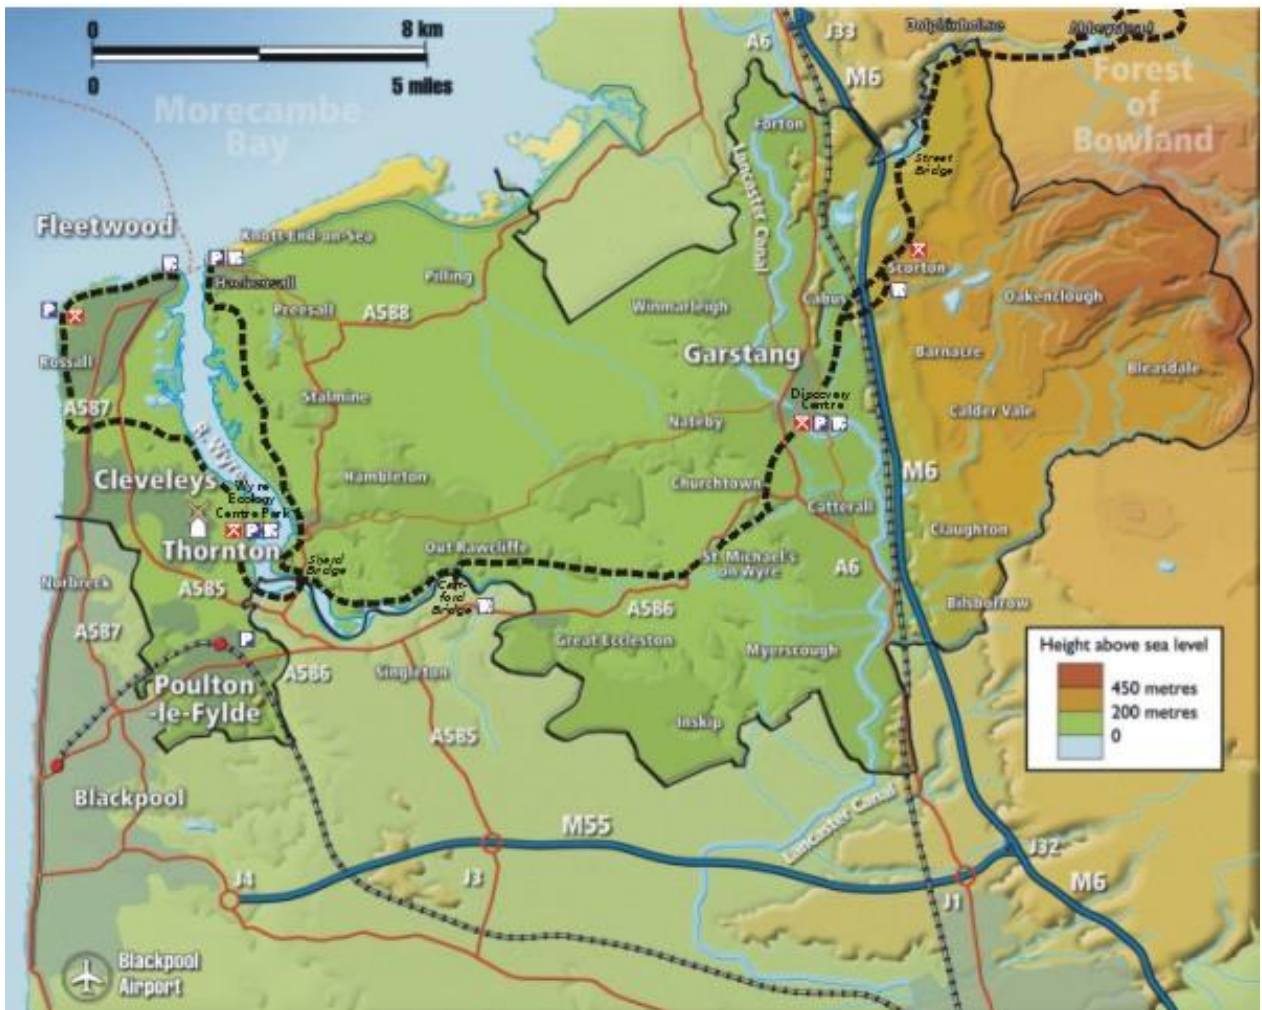 0
8 km
0
5 miles
Morecambe
Bay
A6
J33
M6
Dolphinholme
Abbeystead
Forest
of
Bowland
Forton
Lancaster Canal
Street
Bridge
Fleetwood
Knott-End-on-Sea
P
Pilling
Scorton
Preesall
A588
Winmarleigh
Cabus
Oakenclough
P
Rossall
Garstang
Barnacre
Bleasdale
A587
Stalmine
Discovery
Centre
P
Nateby
Calder Vale
R. Wyre
Cleveleys
Wyre
Ecology
Centre Park
P
Hambleton
Churchtown
Catterall
M6
Claughton
Thornton
Shard
Bridge
Out Rawcliffe
St. Michael's
on Wyre
A6
Norbreck
A585
Cart-
ford
Bridge
A586
Bilsborrow
A587
P
Great Eccleston
Myerscough
Height above sea level
450 metres
200 metres
0
A586
Singleton
Poulton
-le-Fylde
A585
Inskip
Blackpool
M55
Lancaster Canal
J4
J3
J32
J1
M6
Blackpool
Airport